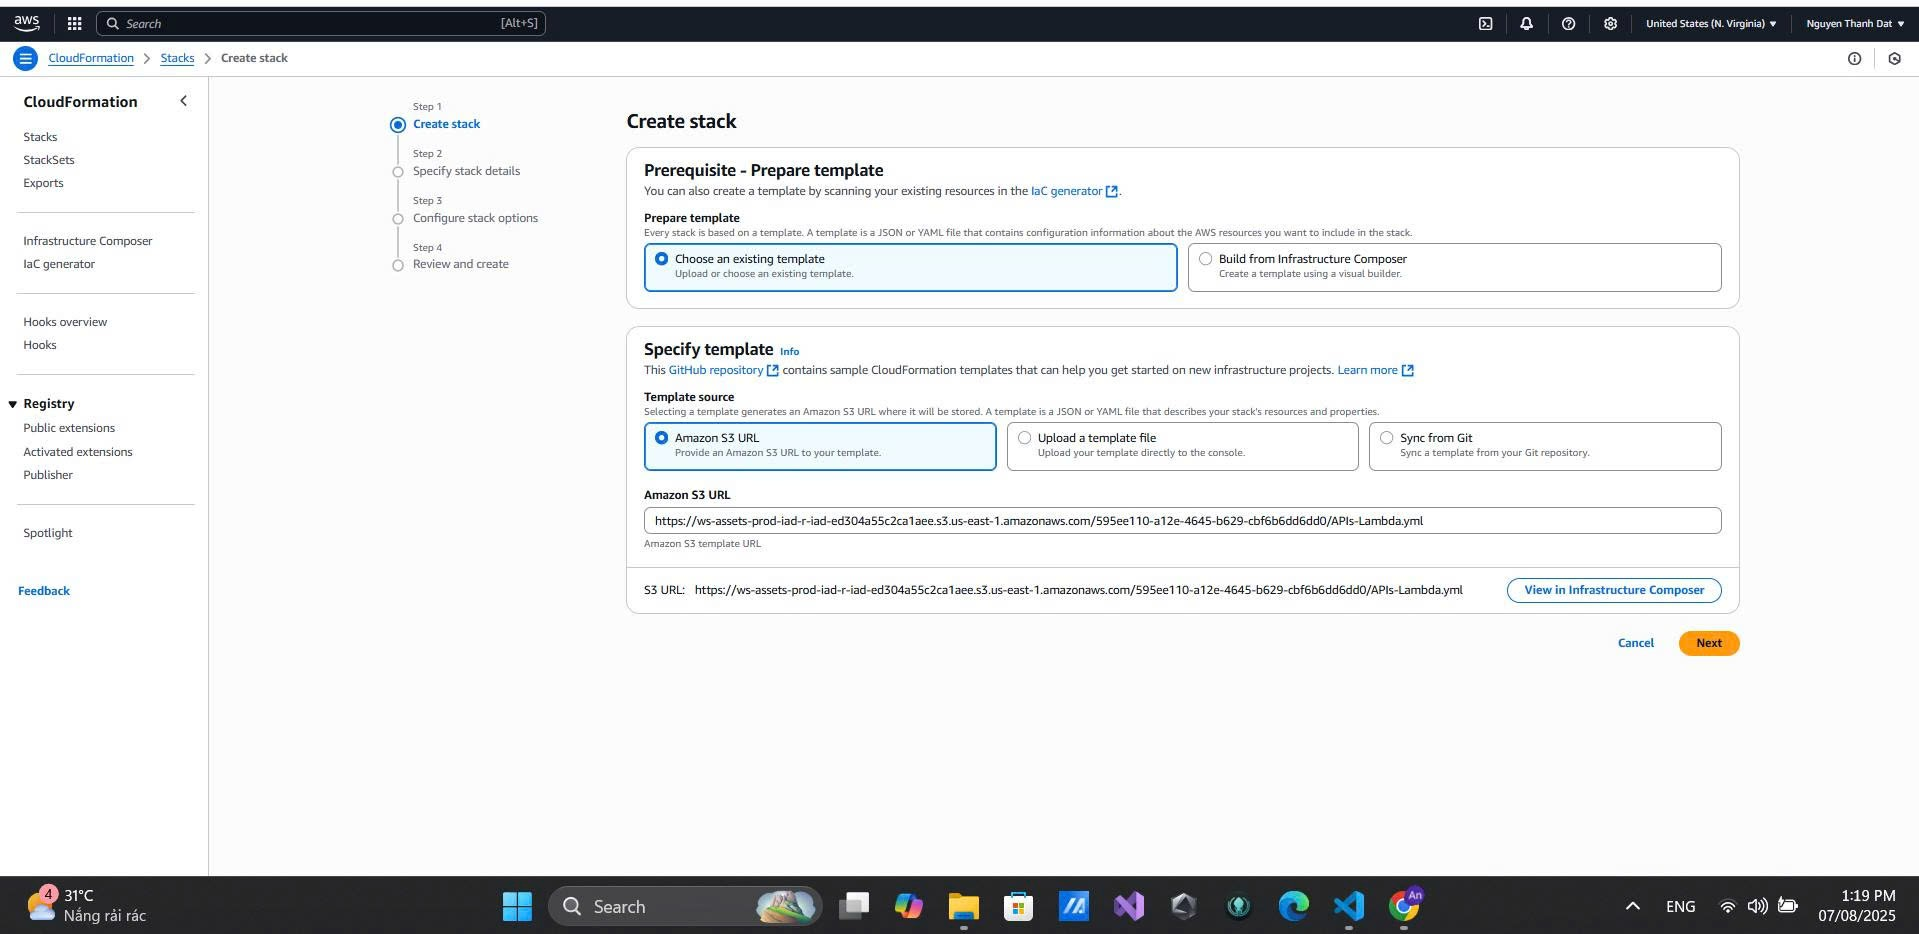 aws
Search [Alt+S]
United States (N. Virginia) ▼
Nguyen Thanh Dat ▼
CloudFormation > Stacks > Create stack
CloudFormation
Stacks
StackSets
Exports
Infrastructure Composer
IaC generator
Hooks overview
Hooks
Registry
Public extensions
Activated extensions
Publisher
Spotlight
Feedback
Step 1
Create stack
Step 2
Specify stack details
Step 3
Configure stack options
Step 4
Review and create
Create stack
Prerequisite - Prepare template
You can also create a template by scanning your existing resources in the IaC generator.
Prepare template
Every stack is based on a template. A template is a JSON or YAML file that contains configuration information about the AWS resources you want to include in the stack.
Choose an existing template
Upload or choose an existing template.
Build from Infrastructure Composer
Create a template using a visual builder.
Specify template Info
This GitHub repository contains sample CloudFormation templates that can help you get started on new infrastructure projects. Learn more
Template source
Selecting a template generates an Amazon S3 URL where it will be stored. A template is a JSON or YAML file that describes your stack's resources and properties.
Amazon S3 URL
Provide an Amazon S3 URL to your template.
Upload a template file
Upload your template directly to the console.
Sync from Git
Sync a template from your Git repository.
Amazon S3 URL
https://ws-assets-prod-iad-r-iad-ed304a55c2ca1aee.s3.us-east-1.amazonaws.com/595ee110-a12e-4645-b629-cbf6b6dd6dd0/APIs-Lambda.yml
Amazon S3 template URL
S3 URL: https://ws-assets-prod-iad-r-iad-ed304a55c2ca1aee.s3.us-east-1.amazonaws.com/595ee110-a12e-4645-b629-cbf6b6dd6dd0/APIs-Lambda.yml
View in Infrastructure Composer
Cancel
Next
4
31°C
Nắng rải rác
Search
An
ENG
1:19 PM
07/08/2025